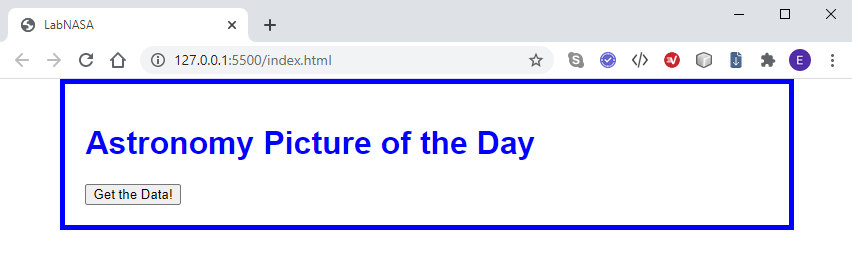 LabNASA
127.0.0.1:5500/index.html
E
Astronomy Picture of the Day
Get the Data!